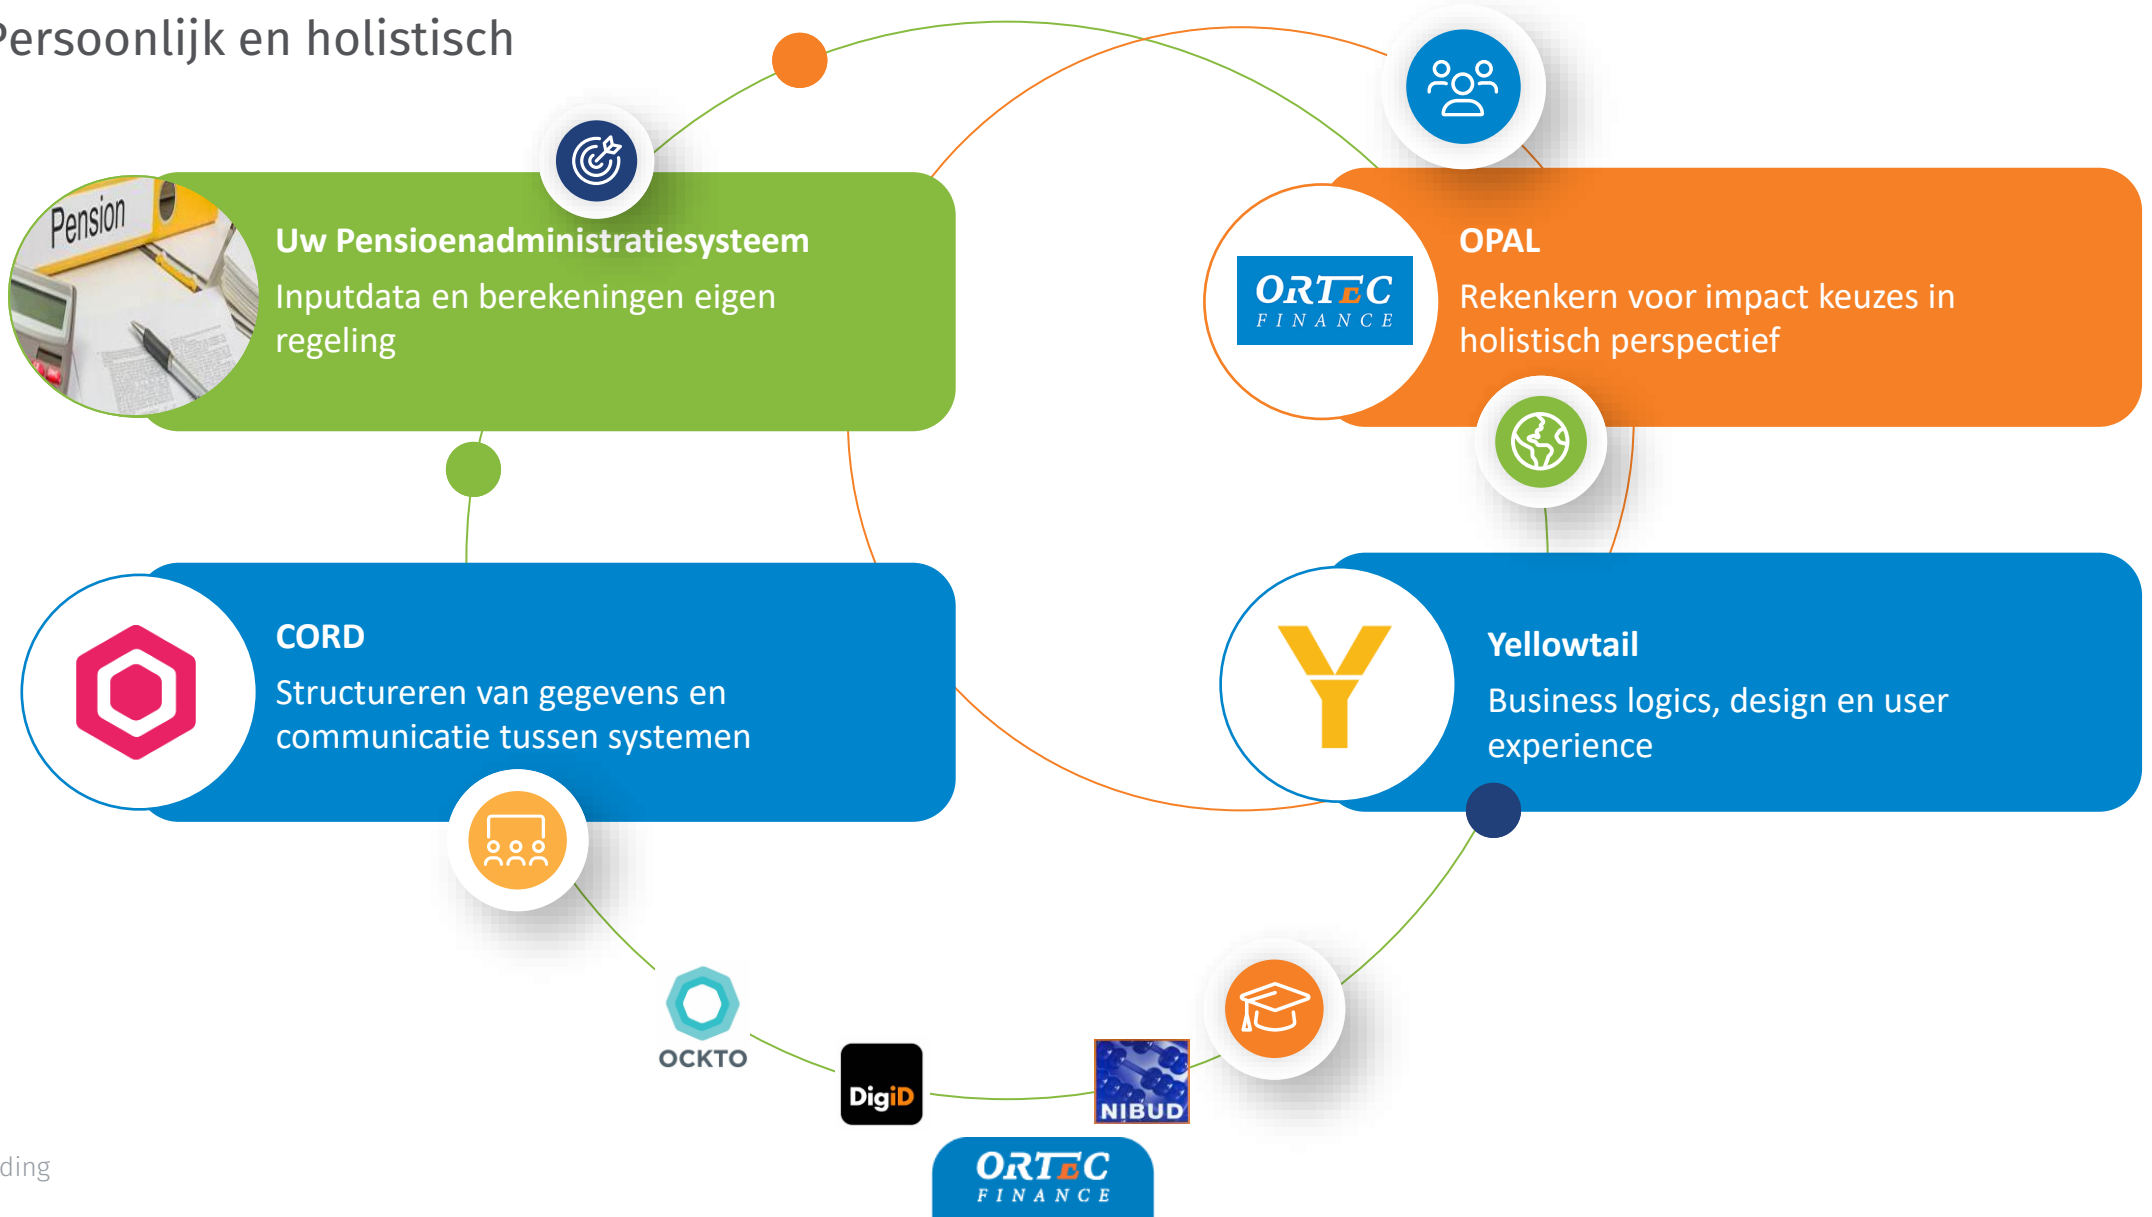 Persoonlijk en holistisch
Pension
Uw Pensioenadministratiesysteem
Inputdata en berekeningen eigen
regeling
ORTEC
FINANCE
OPAL
Rekenkern voor impact keuzes in
holistisch perspectief
CORD
Structureren van gegevens en
communicatie tussen systemen
Y
Yellowtail
Business logics, design en user
experience
OCKTO
DigiD
NIBUD
ding
ORTEC
FINANCE